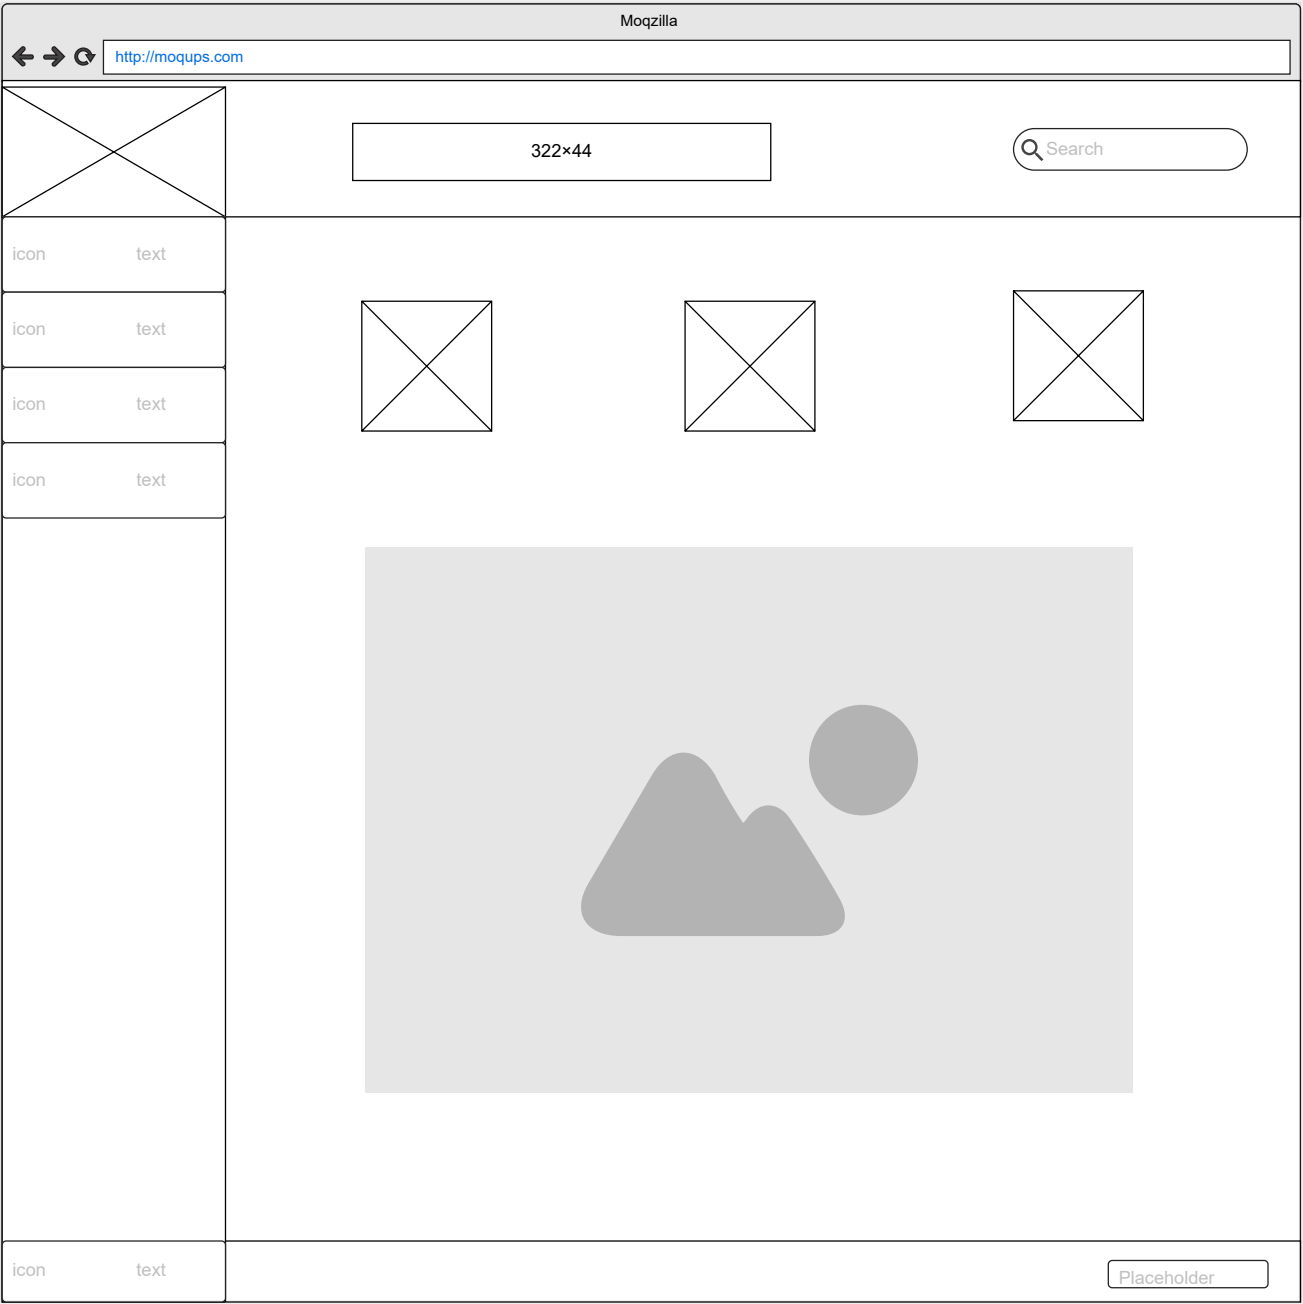 Moqzilla
http://moqups.com
322×44
Search
icon text
icon text
icon text
icon text
icon text
Placeholder